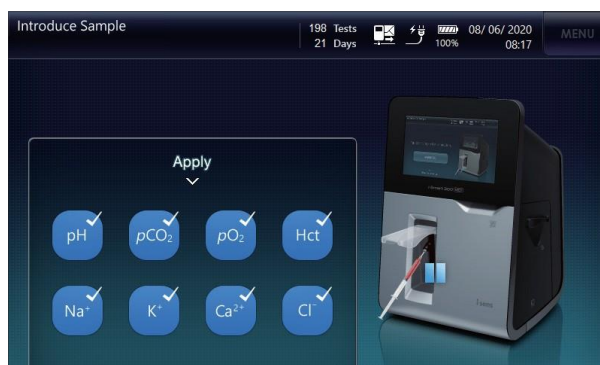 Introduce Sample
198 Tests
21 Days
100%
08/ 06/ 2020
08:17
MENU
Apply
pH
pCO₂
pO₂
Hct
Na⁺
K⁺
Ca²⁺
Cl⁻